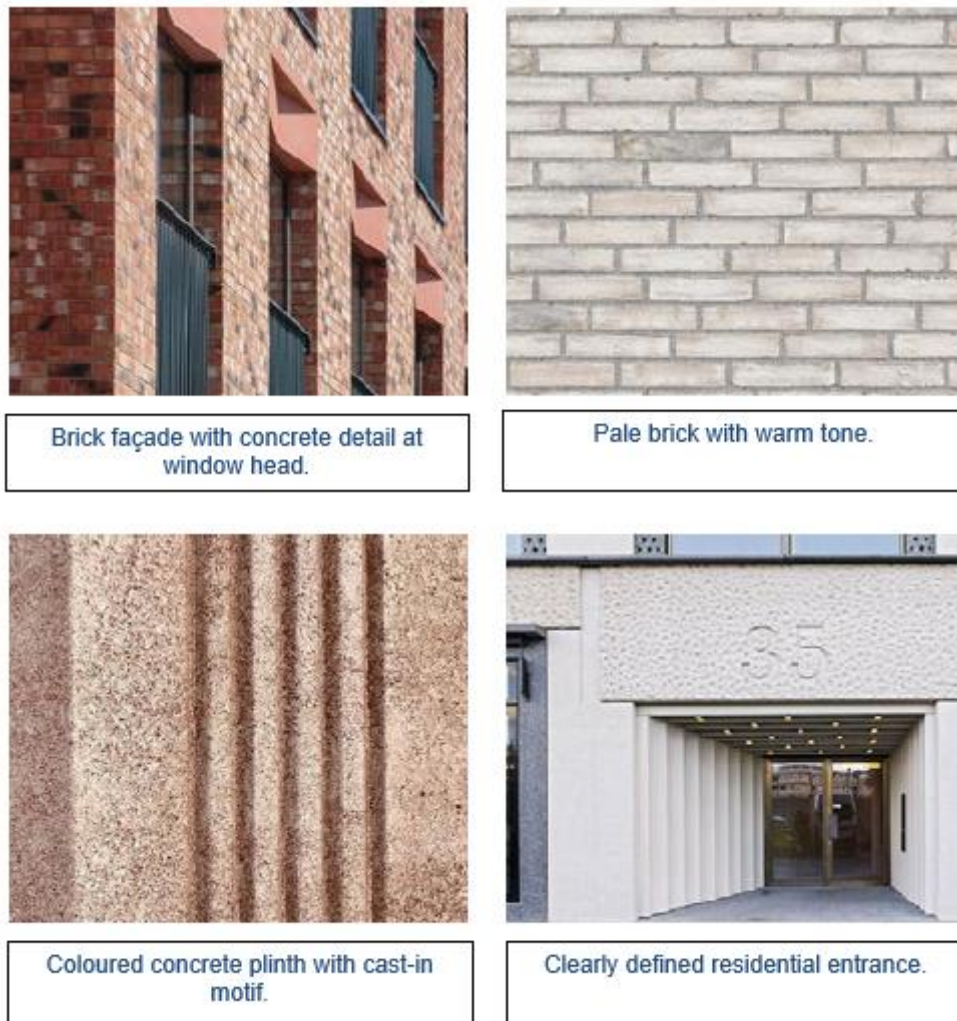 Brick façade with concrete detail at
window head.
Pale brick with warm tone.
35
Coloured concrete plinth with cast-in
motif.
Clearly defined residential entrance.